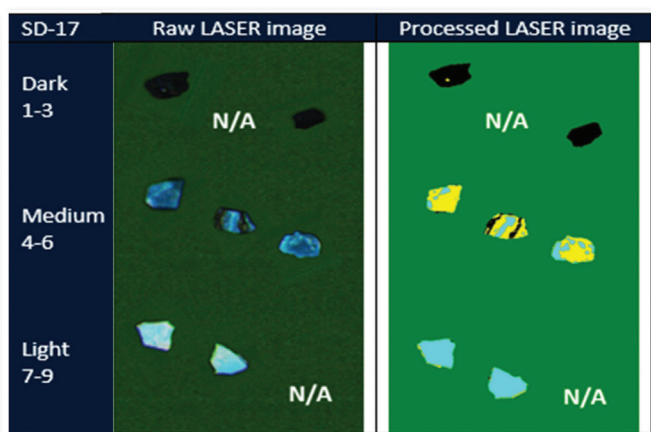 SD-17
Raw LASER image
Processed LASER image
Dark
1-3
N/A
N/A
Medium
4-6
Light
7-9
N/A
N/A